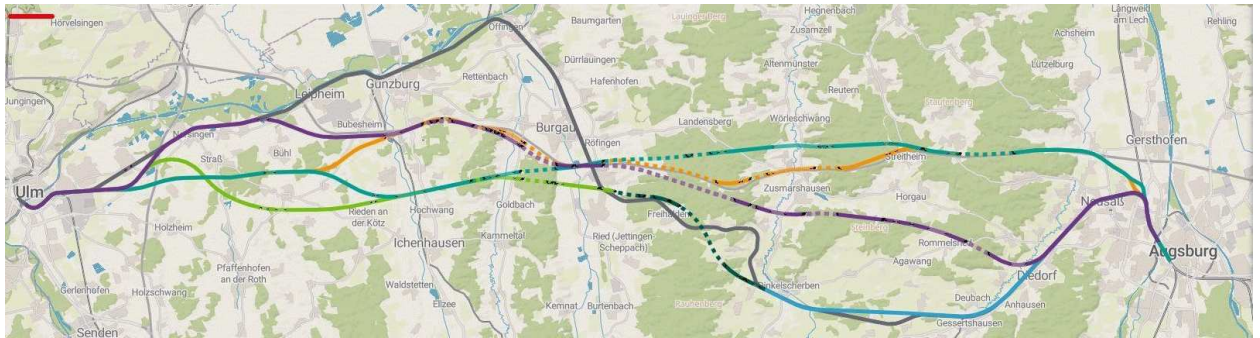 Hörvelsingen
Jungingen
Ulm
Nersingen
Straß
Bühl
Leipheim
Günzburg
Bubesheim
Offingen
Rettenbach
Baumgarten
Dürrlauingen
Hafenhofen
Burgau
Röfingen
Landensberg
Hegnenbach
Zusamzell
Altenmünster
Reutern
Wörleschwäng
Streitheim
Achsheim
Lützelburg
Langweid
am Lech
Rehling
Gersthofen
Neusäß
Augsburg
Zusmarshausen
Horgau
Rommelsried
Agawang
Diedorf
Deubach
Anhausen
Gessertshausen
Dinkelscherben
Freihalden
Ried (Jettingen-
Scheppach)
Goldbach
Kammeltal
Hochwang
Rieden an
der Kötz
Ichenhausen
Waldstetten
Ellzee
Kemnat
Burtenbach
Holzheim
Pfaffenhofen
an der Roth
Holzschwang
Gerlenhofen
Senden